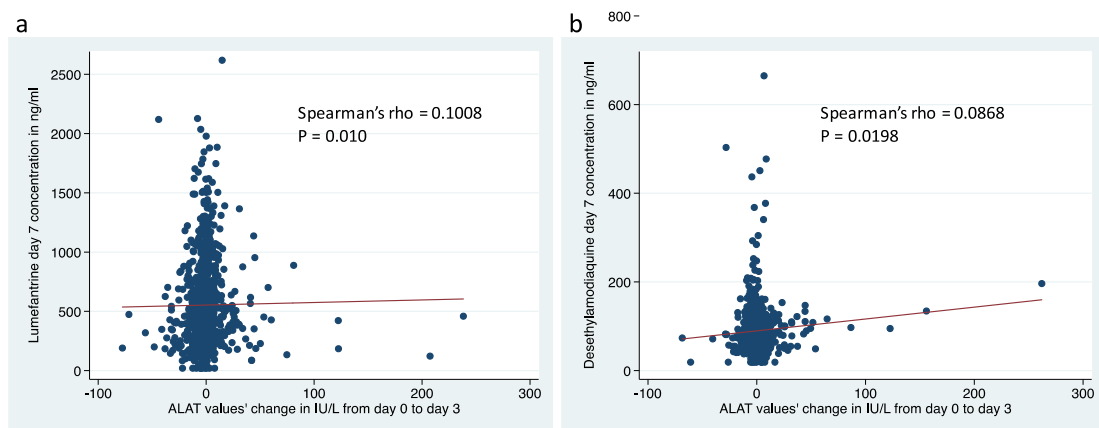 a
Lumefantrine day 7 concentration in ng/ml
2500
2000
1500
1000
500
0
Spearman's rho = 0.1008
P = 0.010
-100 0 100 200 300
ALAT values' change in IU/L from day 0 to day 3
b
Desethylamodiaquine day 7 concentration in ng/ml
800
600
400
200
0
Spearman's rho = 0.0868
P = 0.0198
-100 0 100 200 300
ALAT values' change in IU/L from day 0 to day 3